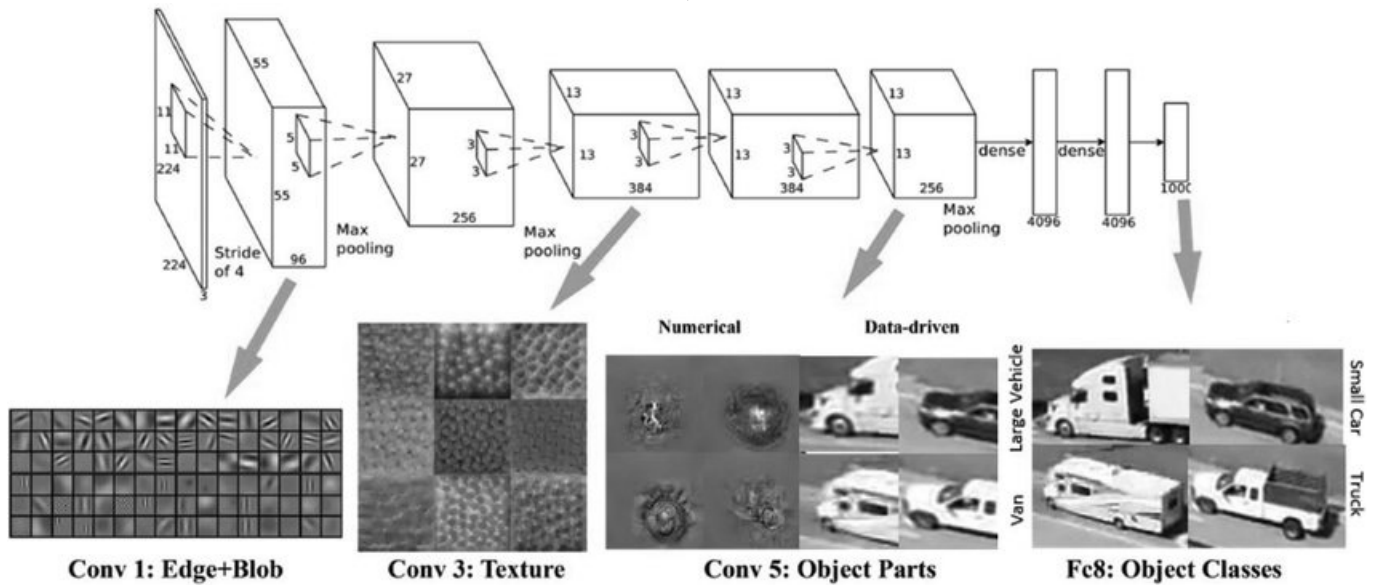 55
27
13
13
13
11
5
3
3
3
11
5
27
3
13
3
13
3
13
dense
dense
224
55
384
384
256
1000
256
Max
pooling
4096
4096
Max
pooling
Max
pooling
Stride
of 4
96
224
3
Numerical
Data-driven
Large Vehicle
Small Car
Van
Truck
Conv 1: Edge+Blob
Conv 3: Texture
Conv 5: Object Parts
Fc8: Object Classes